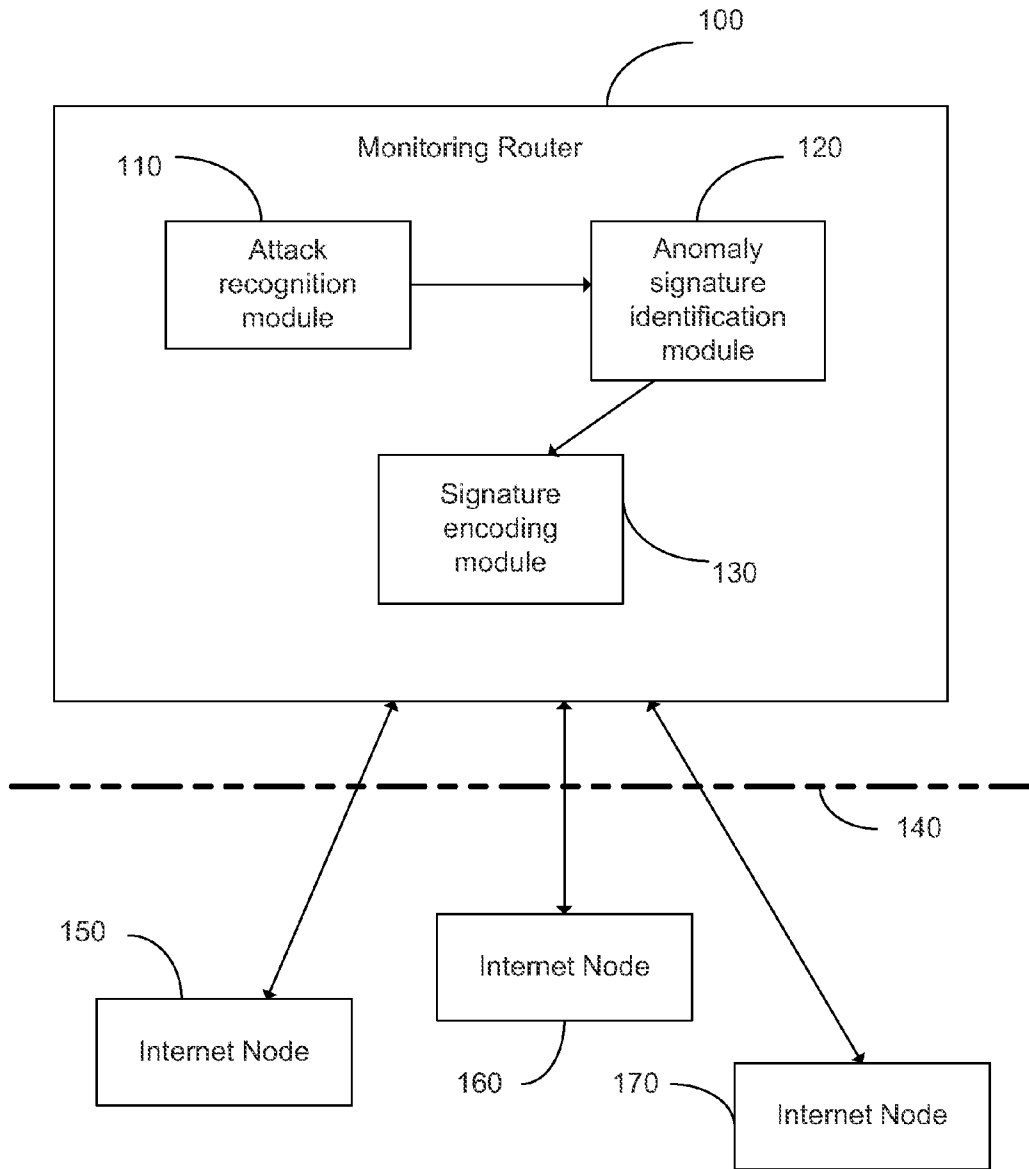 100
Monitoring Router
110
120
Attack
recognition
module
Anomaly
signature
identification
module
Signature
encoding
module
130
140
150
Internet Node
160
Internet Node
170
Internet Node